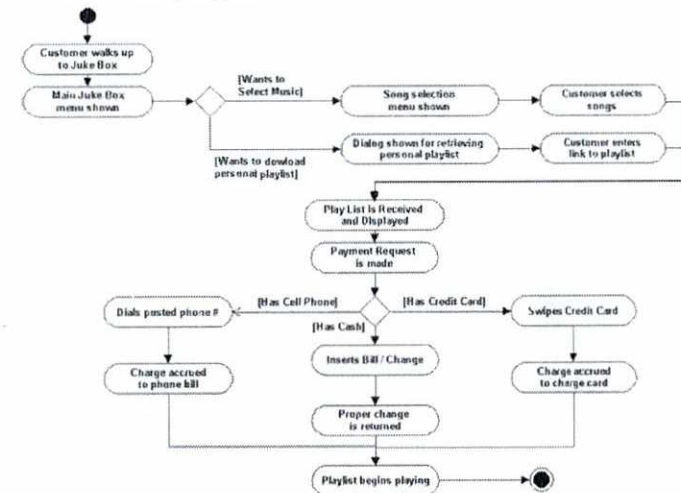 Customer walks up
to Juke Box
Main Juke Box
menu shown
[Wants to
Select Music]
Song selection
menu shown
Customer selects
songs
[Wants to dowload
personal playlist]
Dialog shown for retrieving
personal playlist
Customer enters
link to playlist
Play List Is Received
and Displayed
Payment Request
is made
[Has Cell Phone]
[Has Credit Card]
[Has Cash]
Dials posted phone #
Inserts Bill / Change
Swipes Credit Card
Charge accrued
to phone bill
Proper change
is returned
Charge accrued
to charge card
Playlist begins playing